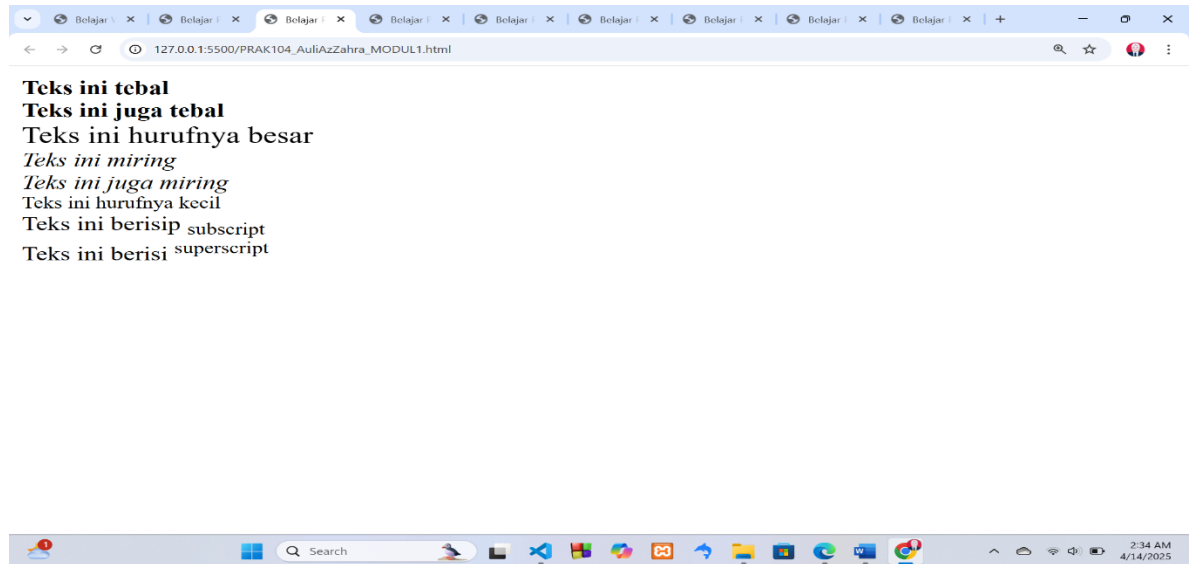 Belajar \ Belajar I Belajar I Belajar I Belajar I Belajar I Belajar I Belajar I Belajar I
127.0.0.1:5500/PRAK104_AuliAzZahra_MODUL1.html
Teks ini tebal
Teks ini juga tebal
Teks ini hurufnya besar
Teks ini miring
Teks ini juga miring
Teks ini hurufnya kecil
Teks ini berisip subscript
Teks ini berisi superscript
1
Search
2:34 AM
4/14/2025